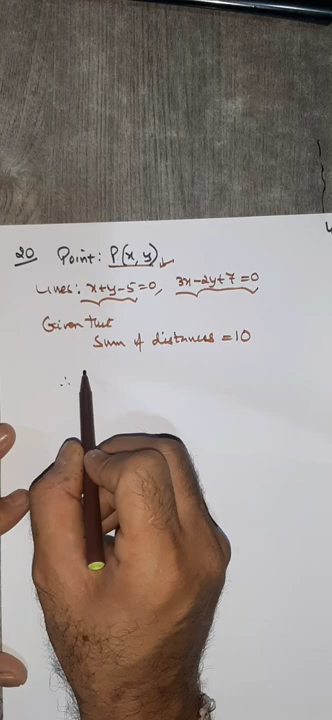 20 Point: P(x, y)
Lines: x+y-5=0, 3x-2y+7=0
Given that
Sum of distances = 10
∴